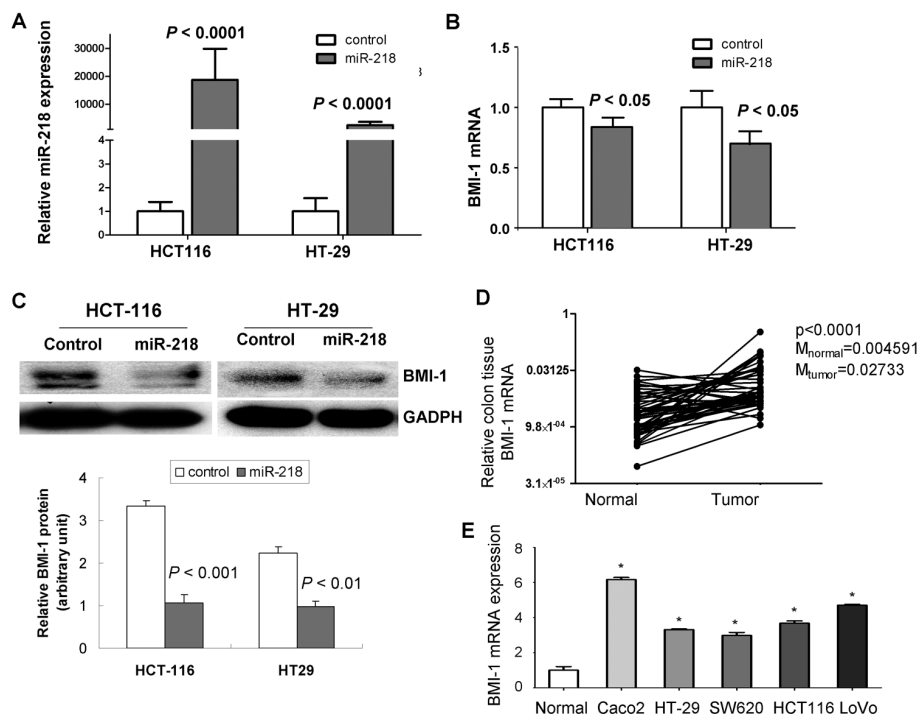 A
Relative miR-218 expression
30000
20000
10000
4
3
2
1
0
P < 0.0001
P < 0.0001
control
miR-218
HCT116
HT-29
B
BMI-1 mRNA
1.5
1.0
0.5
0.0
control
miR-218
P < 0.05
P < 0.05
HCT116
HT-29
C
HCT-116
HT-29
Control
miR-218
Control
miR-218
BMI-1
GADPH
control
miR-218
Relative BMI-1 protein
(arbitrary unit)
4
3
2
1
0
P < 0.001
P < 0.01
HCT-116
HT29
D
Relative colon tissue
BMI-1 mRNA
1
0.03125
9.8×10-04
3.1×10-05
Normal
Tumor
p<0.0001
Mnormal=0.004591
Mtumor=0.02733
E
BMI-1 mRNA expression
8
6
4
2
0
*
*
*
*
*
Normal
Caco2
HT-29
SW620
HCT116
LoVo